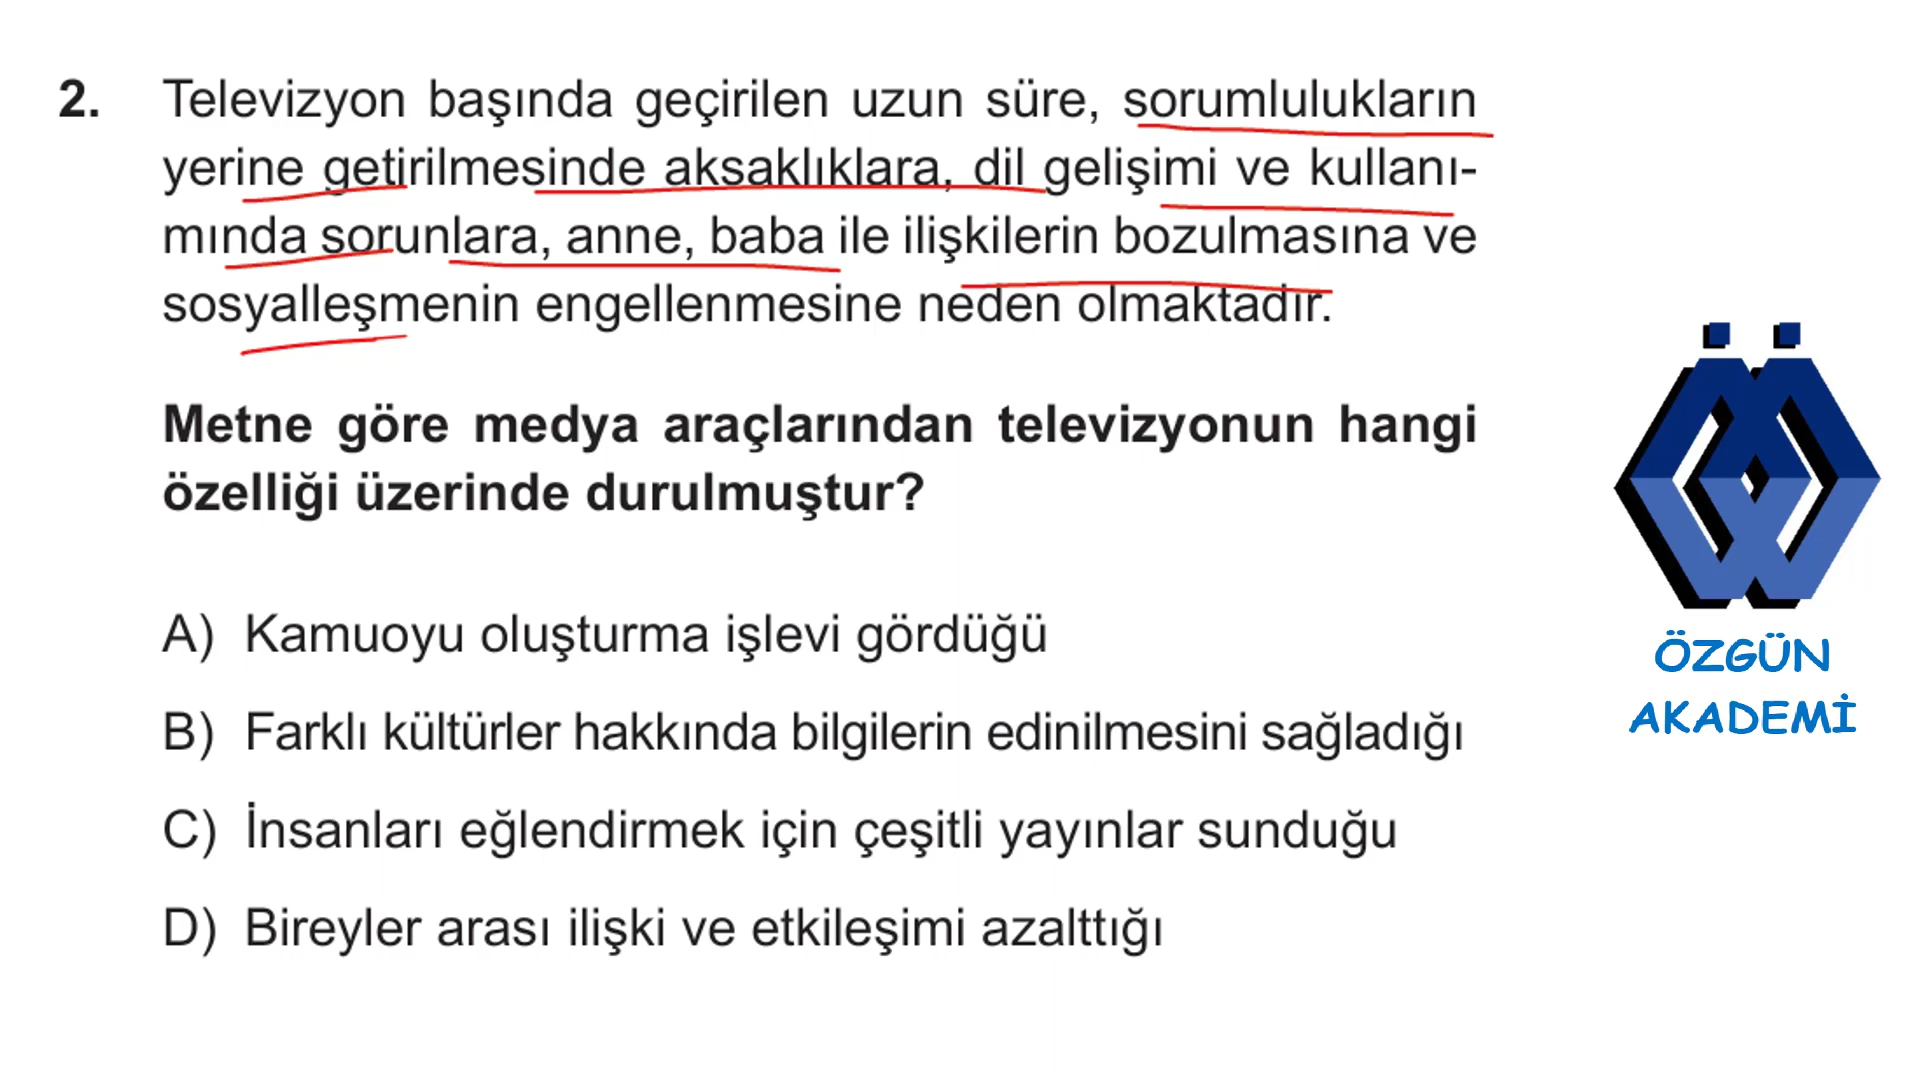 2. Televizyon başında geçirilen uzun süre, sorumlulukların
yerine getirilmesinde aksaklıklara, dil gelişimi ve kullanı-
mında sorunlara, anne, baba ile ilişkilerin bozulmasına ve
sosyalleşmenin engellenmesine neden olmaktadır.
Metne göre medya araçlarından televizyonun hangi
özelliği üzerinde durulmuştur?
A) Kamuoyu oluşturma işlevi gördüğü
B) Farklı kültürler hakkında bilgilerin edinilmesini sağladığı
C) İnsanları eğlendirmek için çeşitli yayınlar sunduğu
D) Bireyler arası ilişki ve etkileşimi azalttığı
ÖZGÜN
AKADEMİ